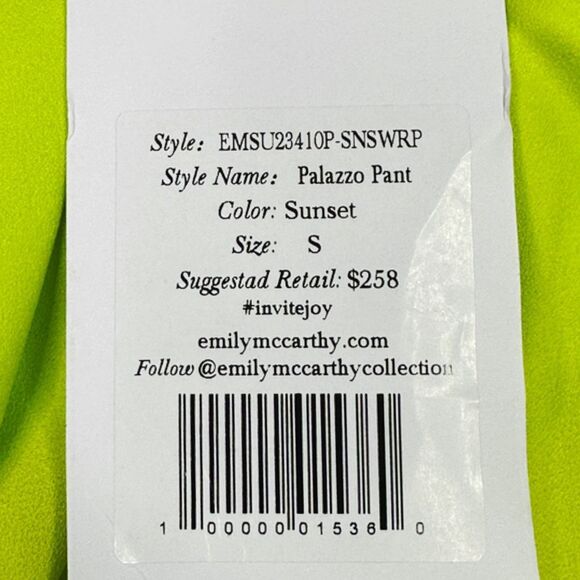 Style: EMSU23410P-SNSWRP
Style Name: Palazzo Pant
Color: Sunset
Size: S
Suggestad Retail: $258
#invitejoy
emilymccarthy.com
Follow @emilymccarthycollection
1 00000 01536 0